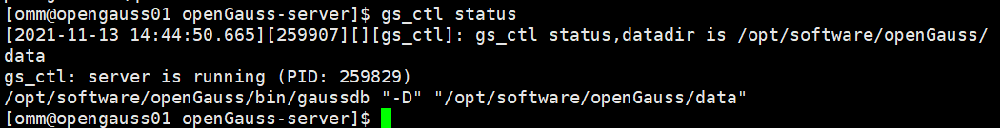 [omm@opengauss01 openGauss-server]$ gs_ctl status
[2021-11-13 14:44:50.665][259907][][gs_ctl]: gs_ctl status,datadir is /opt/software/openGauss/
data
gs_ctl: server is running (PID: 259829)
/opt/software/openGauss/bin/gaussdb "-D" "/opt/software/openGauss/data"
[omm@opengauss01 openGauss-server]$